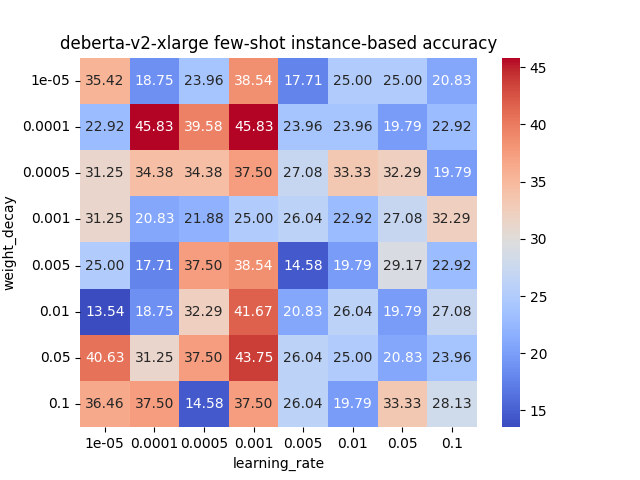 deberta-v2-xlarge few-shot instance-based accuracy
1e-05 35.42 18.75 23.96 38.54 17.71 25.00 25.00 20.83
0.0001 22.92 45.83 39.58 45.83 23.96 23.96 19.79 22.92
0.0005 31.25 34.38 34.38 37.50 27.08 33.33 32.29 19.79
0.001 31.25 20.83 21.88 25.00 26.04 22.92 27.08 32.29
0.005 25.00 17.71 37.50 38.54 14.58 19.79 29.17 22.92
0.01 13.54 18.75 32.29 41.67 20.83 26.04 19.79 27.08
0.05 40.63 31.25 37.50 43.75 26.04 25.00 20.83 23.96
0.1 36.46 37.50 14.58 37.50 26.04 19.79 33.33 28.13
1e-05 0.0001 0.0005 0.001 0.005 0.01 0.05 0.1
learning_rate
weight_decay
45
40
35
30
25
20
15